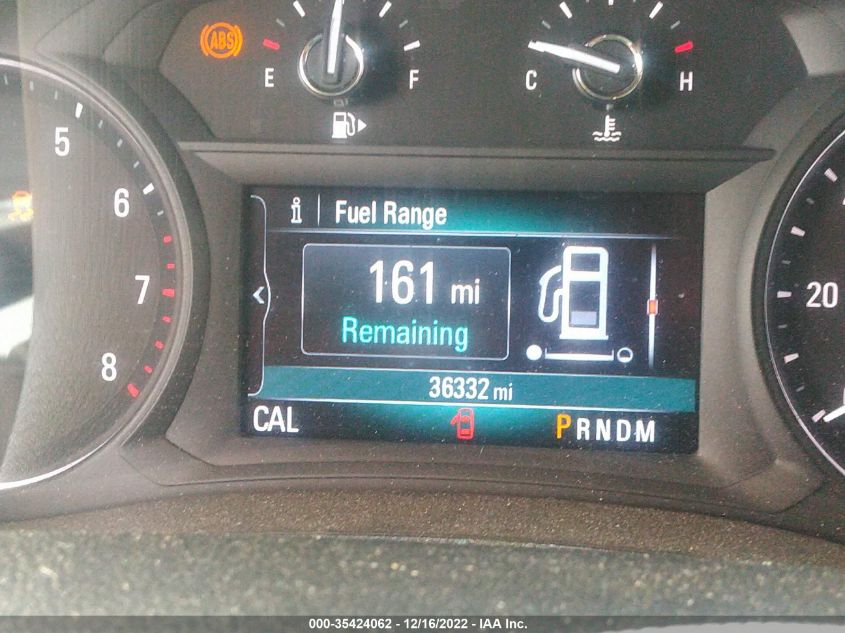 ABS
E F
C H
5
6
7
8
20
i Fuel Range
161 mi
Remaining
36332 mi
CAL PRNDM
000-35424062 - 12/16/2022 - IAA Inc.